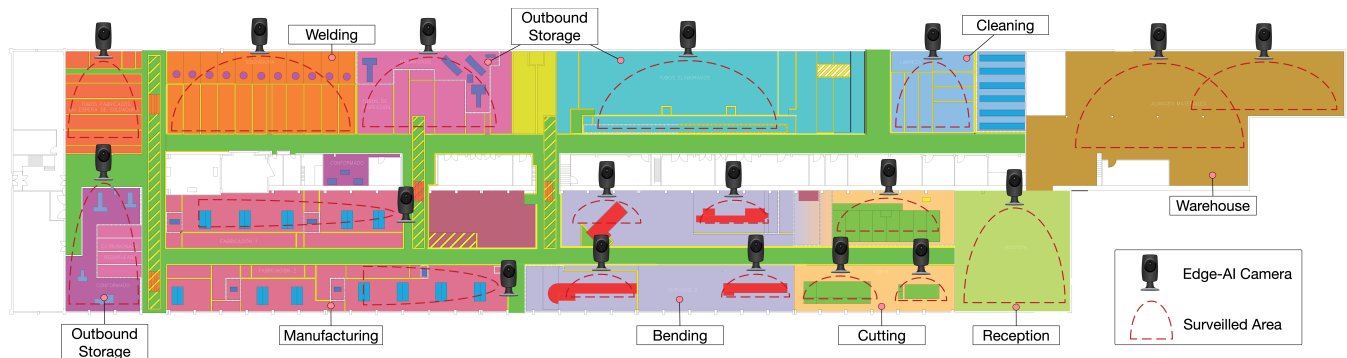 Outbound
Storage
Cleaning
Welding
Warehouse
Edge-AI Camera
Surveilled Area
Outbound
Storage
Manufacturing
Bending
Cutting
Reception